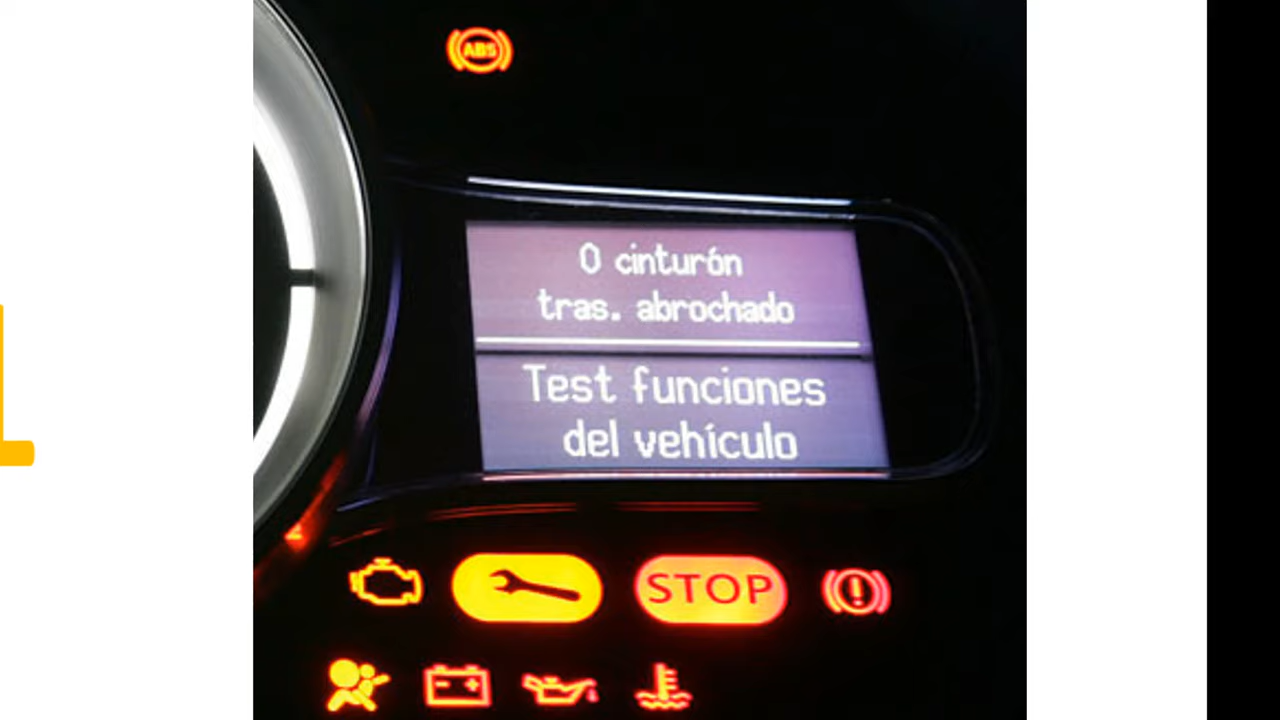 ABS
0 cinturón
tras. abrochado
Test funciones
del vehículo
STOP